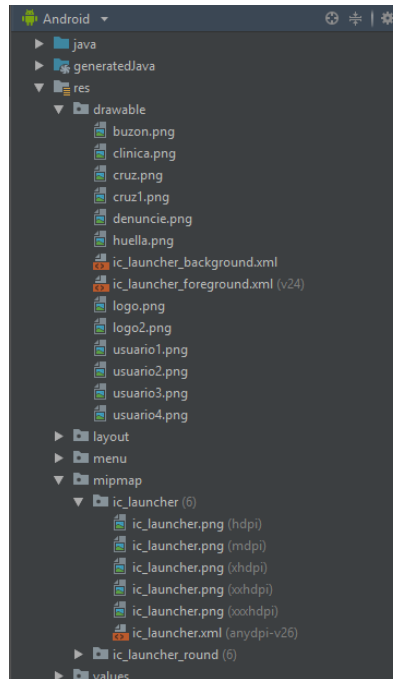 Android
java
generatedJava
res
drawable
buzon.png
clinica.png
cruz.png
cruz1.png
denuncie.png
huella.png
ic_launcher_background.xml
ic_launcher_foreground.xml (v24)
logo.png
logo2.png
usuario1.png
usuario2.png
usuario3.png
usuario4.png
layout
menu
mipmap
ic_launcher (6)
ic_launcher.png (hdpi)
ic_launcher.png (mdpi)
ic_launcher.png (xhdpi)
ic_launcher.png (xxhdpi)
ic_launcher.png (xxxhdpi)
ic_launcher.xml (anydpi-v26)
ic_launcher_round (6)
values